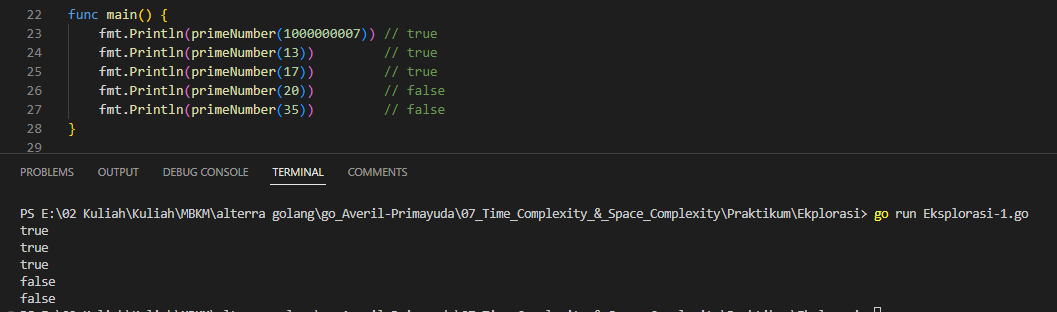 22 func main() {
23 fmt.Println(primeNumber(1000000007)) // true
24 fmt.Println(primeNumber(13)) // true
25 fmt.Println(primeNumber(17)) // true
26 fmt.Println(primeNumber(20)) // false
27 fmt.Println(primeNumber(35)) // false
28 }
29
PROBLEMS OUTPUT DEBUG CONSOLE TERMINAL COMMENTS
PS E:\02 Kuliah\Kuliah\MBKM\alterra golang\go_Averil-Primayuda\07_Time_Complexity_&_Space_Complexity\Praktikum\Ekplorasi> go run Eksplorasi-1.go
true
true
true
false
false